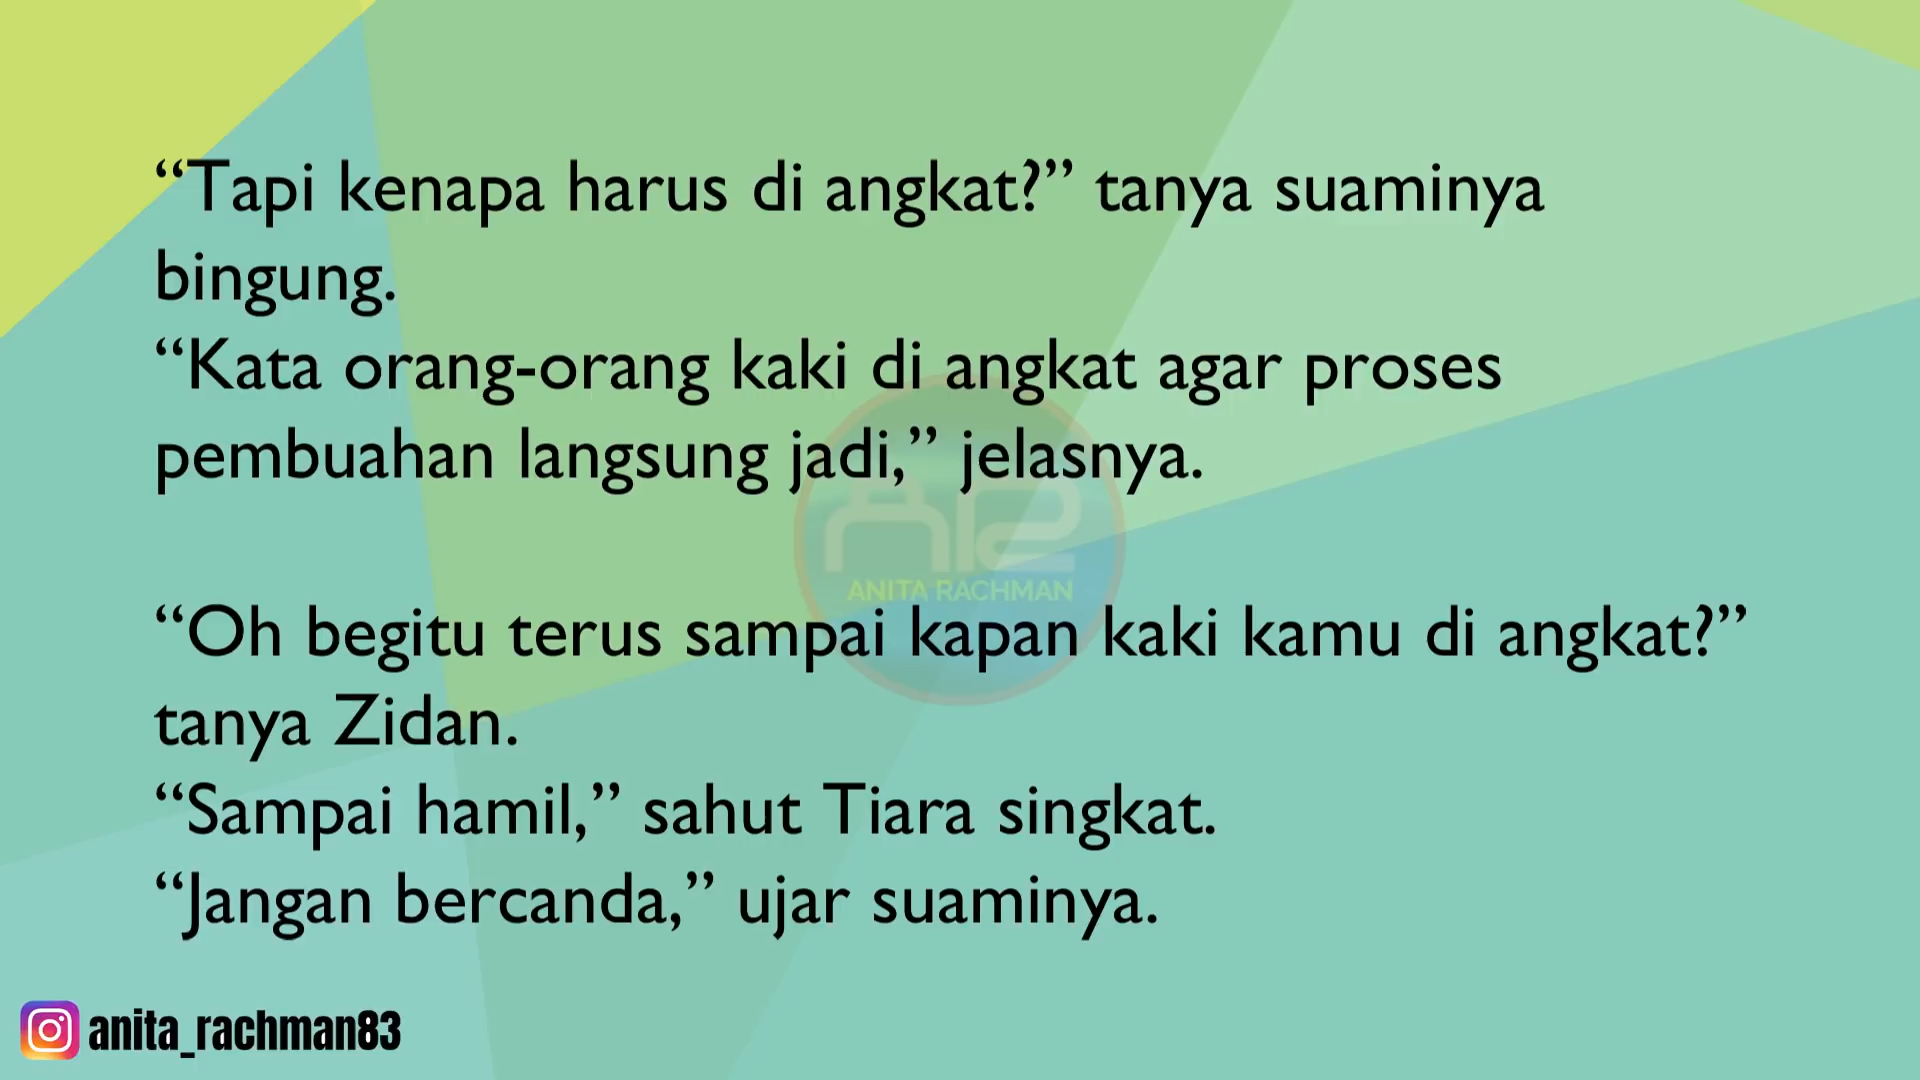 “Tapi kenapa harus di angkat?” tanya suaminya
bingung.
“Kata orang-orang kaki di angkat agar proses
pembuahan langsung jadi,” jelasnya.
ANITA RACHMAN
“Oh begitu terus sampai kapan kaki kamu di angkat?”
tanya Zidan.
“Sampai hamil,” sahut Tiara singkat.
“Jangan bercanda,” ujar suaminya.
anita_rachman83